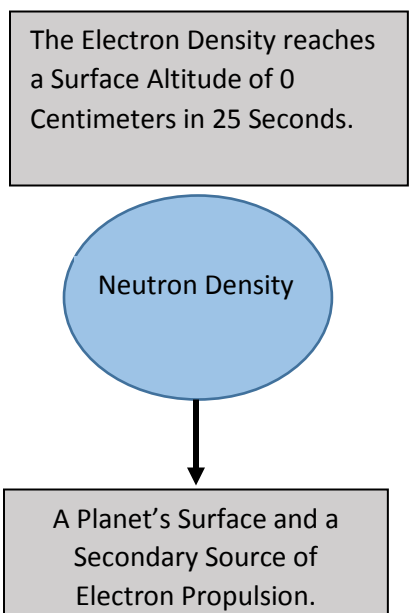 The Electron Density reaches
a Surface Altitude of 0
Centimeters in 25 Seconds.
Neutron Density
A Planet’s Surface and a
Secondary Source of
Electron Propulsion.